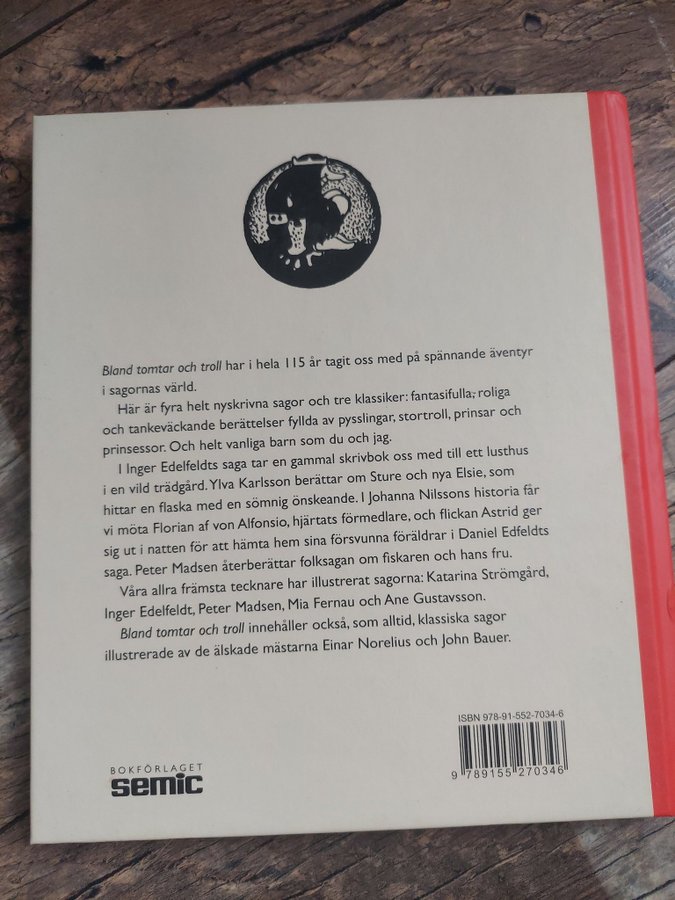 Bland tomtar och troll har i hela 115 år tagit oss med på spännande äventyr
i sagornas värld.
Här är fyra helt nyskrivna sagor och tre klassiker: fantasifulla, roliga
och tankeväckande berättelser fyllda av pysslingar, stortroll, prinsar och
prinsessor. Och helt vanliga barn som du och jag.
I Inger Edelfeldts saga tar en gammal skrivbok oss med till ett lusthus
i en vild trädgård. Ylva Karlsson berättar om Sture och nya Elsie, som
hittar en flaska med en sömnig önskeande. I Johanna Nilssons historia får
vi möta Florian af von Alfonsio, hjärtats förmedlare, och flickan Astrid ger
sig ut i natten för att hämta hem sina försvunna föräldrar i Daniel Edfeldts
saga. Peter Madsen återberättar folksagan om fiskaren och hans fru.
Våra allra främsta tecknare har illustrerat sagorna: Katarina Strömgård,
Inger Edelfeldt, Peter Madsen, Mia Fernau och Ane Gustavsson.
Bland tomtar och troll innehåller också, som alltid, klassiska sagor
illustrerade av de älskade mästarna Einar Norelius och John Bauer.
ISBN 978-91-552-7034-6
9 789155 270346
BOKFÖRLAGET
semic